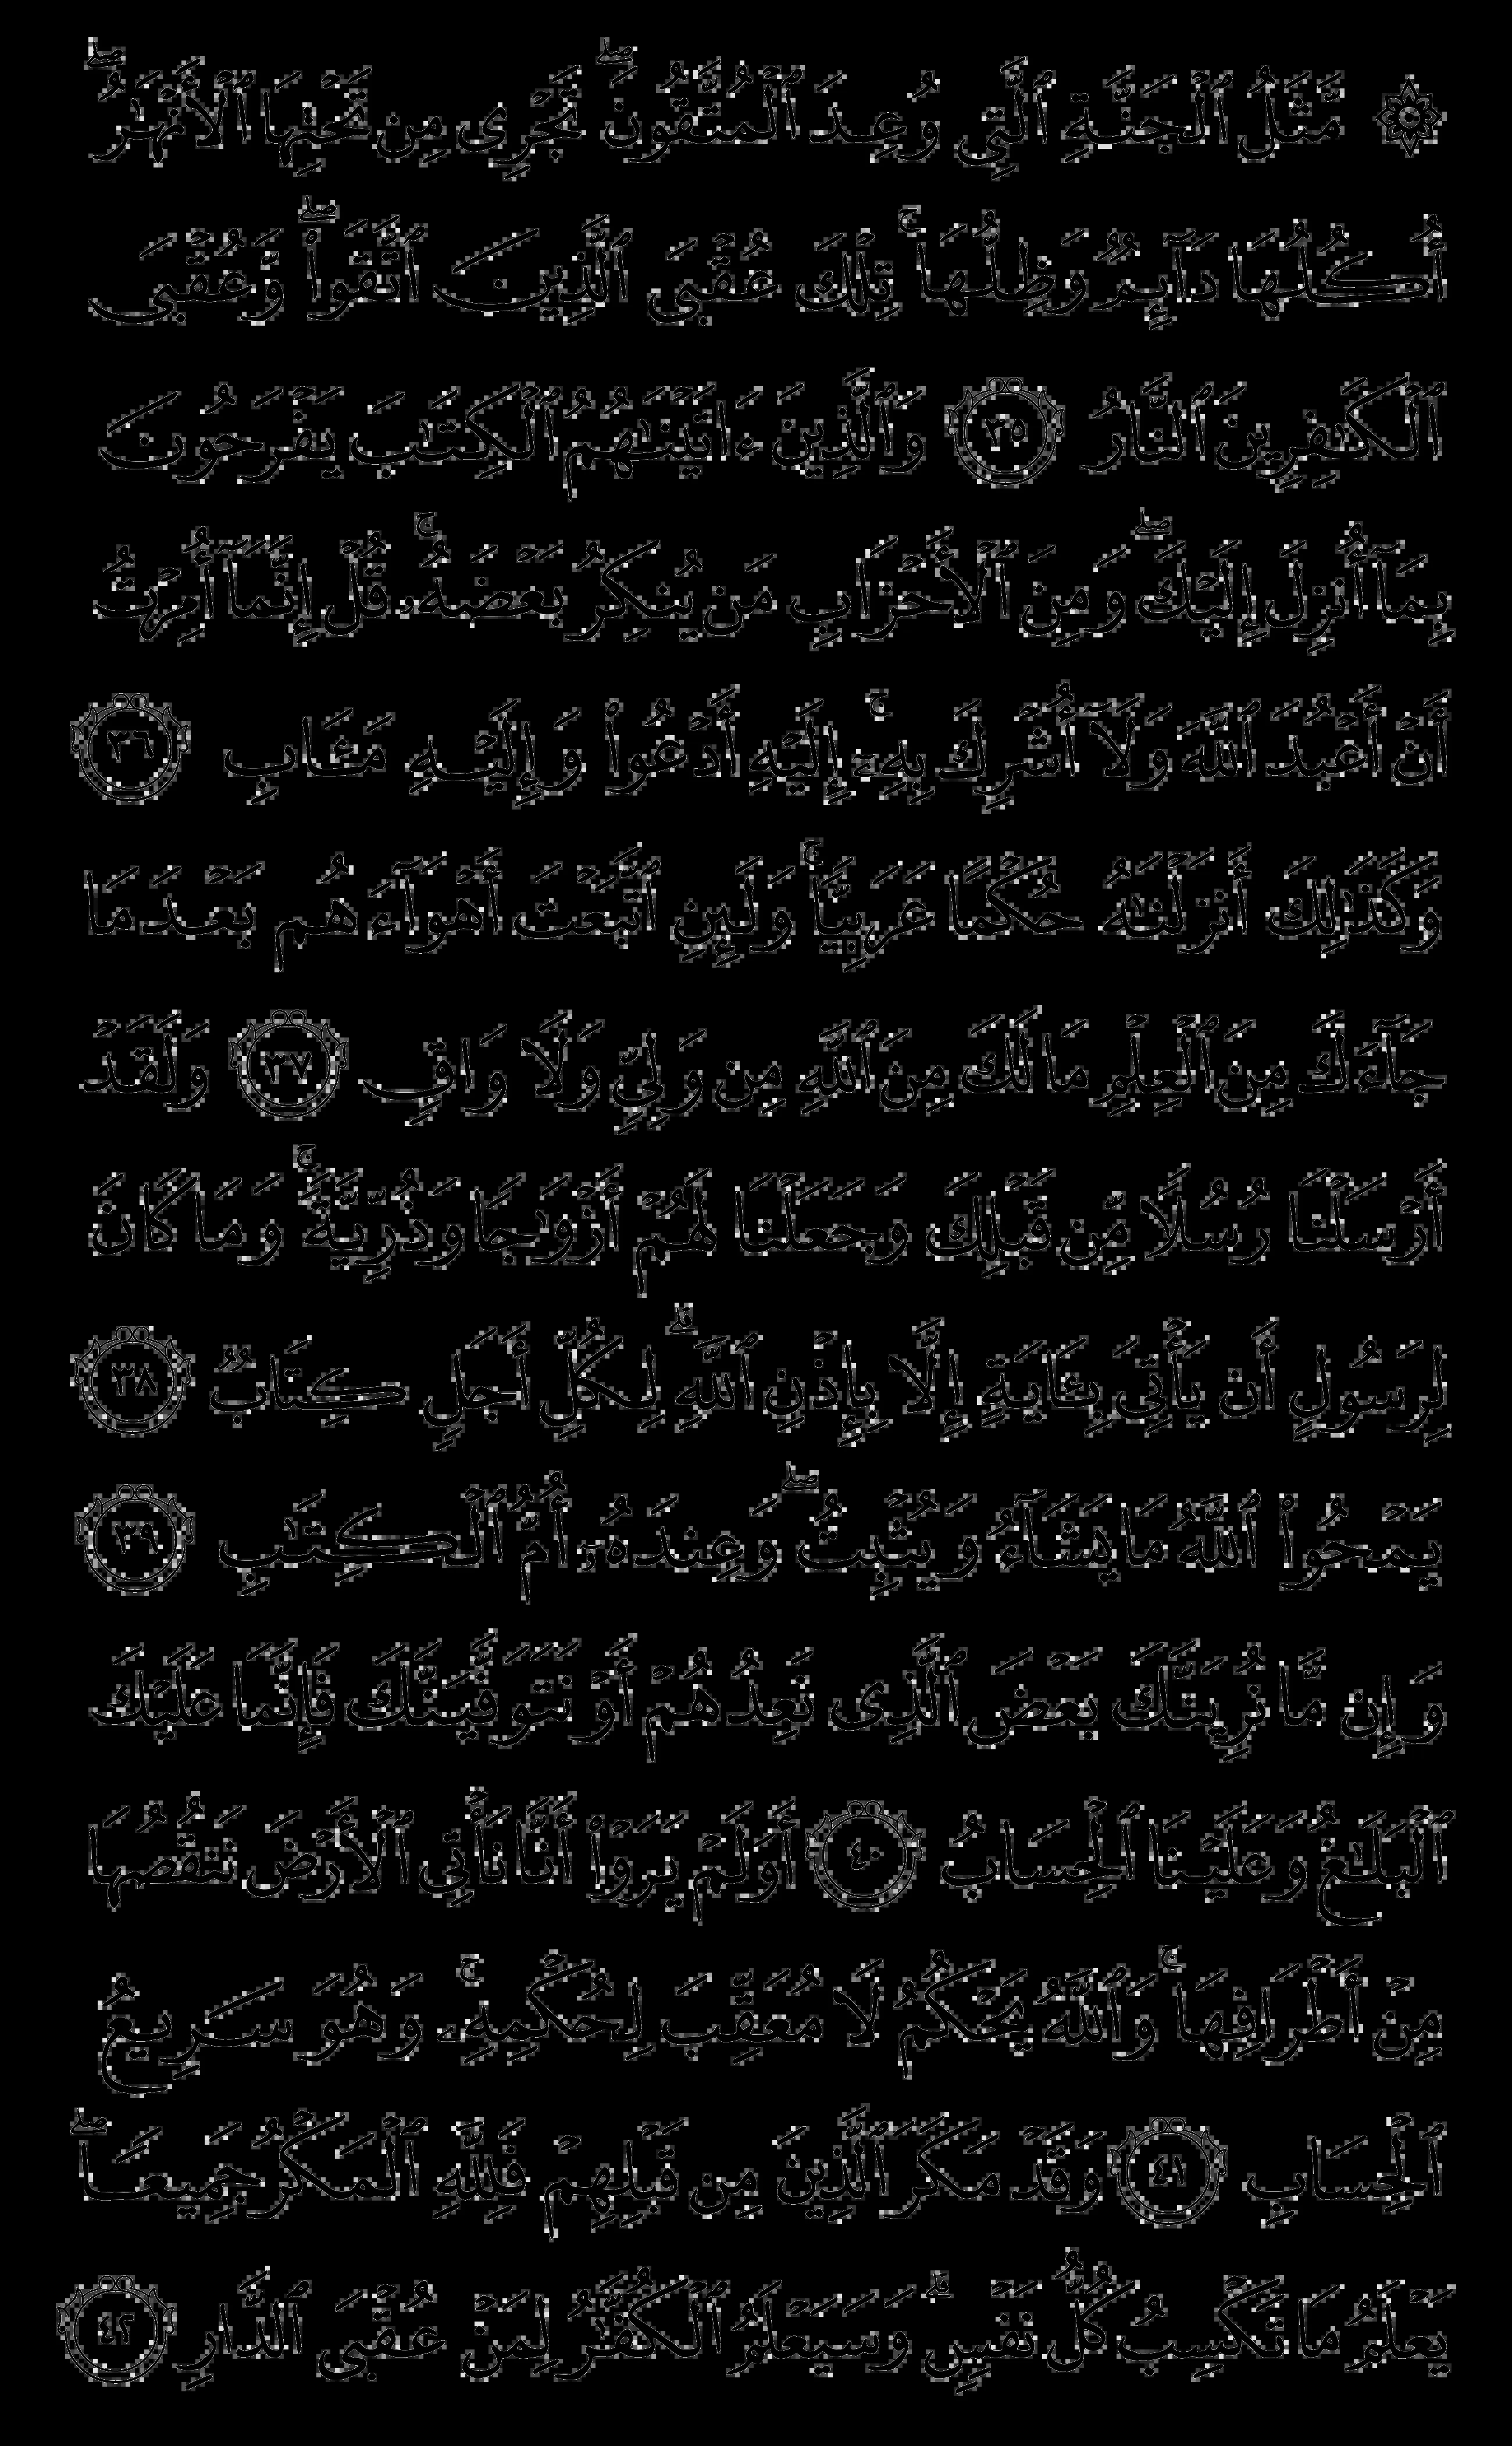 ۞ مَّثَلُ ٱلْجَنَّةِ ٱلَّتِي وُعِدَ ٱلْمُتَّقُونَۖ تَجْرِى مِن تَحْتِهَا ٱلْأَنْهَٰرُۖ
أُكُلُهَا دَآئِمٌ وَظِلُّهَاۚ تِلْكَ عُقْبَى ٱلَّذِينَ ٱتَّقَوا۟ۖ وَّعُقْبَى
ٱلْكَٰفِرِينَ ٱلنَّارُ ٣٥ وَٱلَّذِينَ ءَاتَيْنَٰهُمُ ٱلْكِتَٰبَ يَفْرَحُونَ
بِمَآ أُنزِلَ إِلَيْكَۖ وَمِنَ ٱلْأَحْزَابِ مَن يُنكِرُ بَعْضَهُۥۚ قُلْ إِنَّمَآ أُمِرْتُ
أَنْ أَعْبُدَ ٱللَّهَ وَلَآ أُشْرِكَ بِهِۦٓۚ إِلَيْهِ أَدْعُوا۟ وَإِلَيْهِ مَـَٔابِ ٣٦
وَكَذَٰلِكَ أَنزَلْنَٰهُ حُكْمًا عَرَبِيًّاۚ وَلَئِنِ ٱتَّبَعْتَ أَهْوَآءَهُم بَعْدَمَا
جَآءَكَ مِنَ ٱلْعِلْمِ مَا لَكَ مِنَ ٱللَّهِ مِن وَلِىٍّ وَلَا وَاقٍ ٣٧ وَلَقَدْ
أَرْسَلْنَا رُسُلًا مِّن قَبْلِكَ وَجَعَلْنَا لَهُمْ أَزْوَٰجًا وَذُرِّيَّةًۚ وَمَا كَانَ
لِرَسُولٍ أَن يَأْتِىَ بِـَٔايَةٍ إِلَّا بِإِذْنِ ٱللَّهِۗ لِكُلِّ أَجَلٍ كِتَابٌ ٣٨
يَمْحُوا۟ ٱللَّهُ مَا يَشَآءُ وَيُثْبِتُۖ وَعِندَهُۥٓ أُمُّ ٱلْكِتَٰبِ ٣٩
وَإِن مَّا نُرِيَنَّكَ بَعْضَ ٱلَّذِى نَعِدُهُمْ أَوْ نَتَوَفَّيَنَّكَ فَإِنَّمَا عَلَيْكَ
ٱلْبَلَٰغُ وَعَلَيْنَا ٱلْحِسَابُ ٤٠ أَوَلَمْ يَرَوْا۟ أَنَّا نَأْتِى ٱلْأَرْضَ نَنقُصُهَا
مِنْ أَطْرَافِهَاۚ وَٱللَّهُ يَحْكُمُ لَا مُعَقِّبَ لِحُكْمِهِۦۚ وَهُوَ سَرِيعُ
ٱلْحِسَابِ ٤١ وَقَدْ مَكَرَ ٱلَّذِينَ مِن قَبْلِهِمْ فَلِلَّهِ ٱلْمَكْرُ جَمِيعًاۖ
يَعْلَمُ مَا تَكْسِبُ كُلُّ نَفْسٍۗ وَسَيَعْلَمُ ٱلْكُفَّٰرُ لِمَنْ عُقْبَى ٱلدَّارِ ٤٢